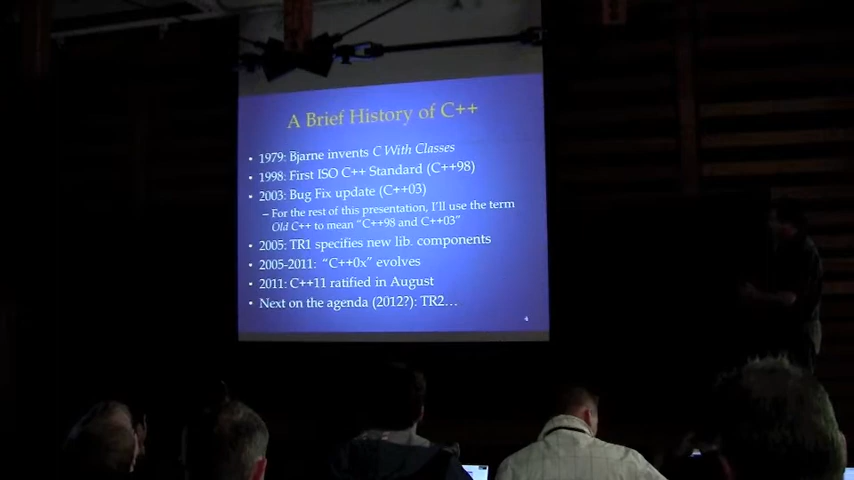 A Brief History of C++
• 1979: Bjarne invents C With Classes
• 1998: First ISO C++ Standard (C++98)
• 2003: Bug Fix update (C++03)
– For the rest of this presentation, I'll use the term
Old C++ to mean "C++98 and C++03"
• 2005: TR1 specifies new lib. components
• 2005-2011: "C++0x" evolves
• 2011: C++11 ratified in August
• Next on the agenda (2012?): TR2...
4